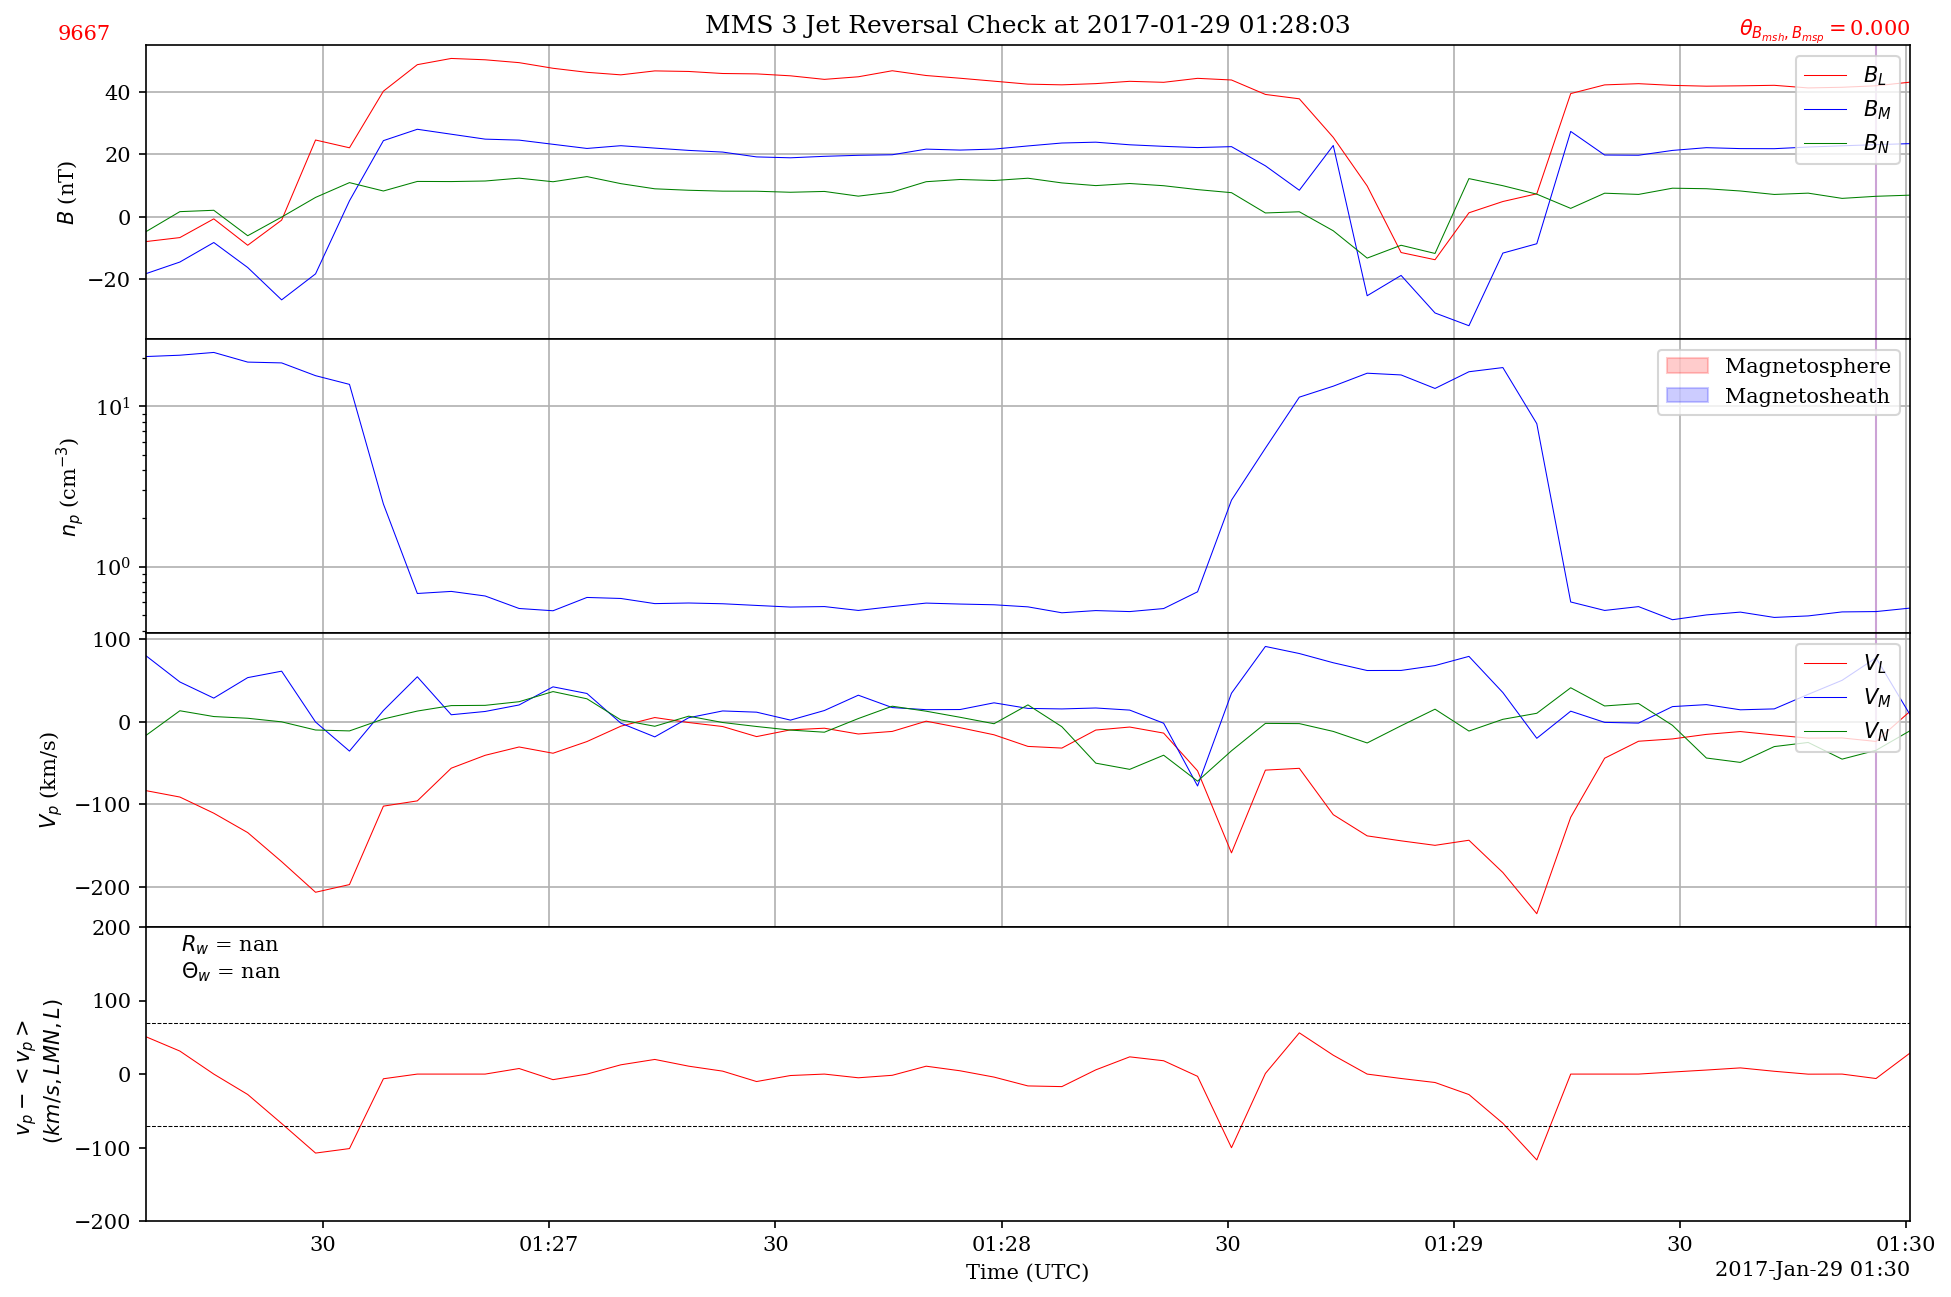 9667
MMS 3 Jet Reversal Check at 2017-01-29 01:28:03
θ_{B_{msh}, B_{msp}} = 0.000
40
20
0
−20
B (nT)
B_L
B_M
B_N
10^1
10^0
n_p (cm^{−3})
Magnetosphere
Magnetosheath
100
0
−100
−200
V_p (km/s)
V_L
V_M
V_N
200
100
0
−100
−200
v_p − < v_p >
(km/s, LMN, L)
R_w = nan
Θ_w = nan
30
01:27
30
01:28
30
01:29
30
01:30
Time (UTC)
2017-Jan-29 01:30